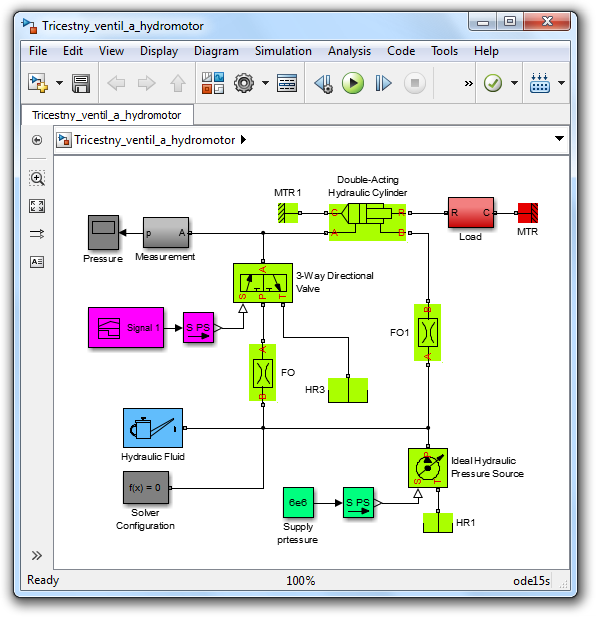 Tricestny_ventil_a_hydromotor
File Edit View Display Diagram Simulation Analysis Code Tools Help
»
Tricestny_ventil_a_hydromotor
Tricestny_ventil_a_hydromotor
Double-Acting
Hydraulic Cylinder
MTR1
C R
A B
R C
Load
MTR
p A
Pressure
Measurement
A
S P T
3-Way Directional
Valve
Signal 1
S PS
A
B
FO
B
A
FO1
HR3
Hydraulic Fluid
P
S T
Ideal Hydraulic
Pressure Source
f(x) = 0
Solver
Configuration
6e6
S PS
Supply
prtessure
HR1
»
Ready 100% ode15s